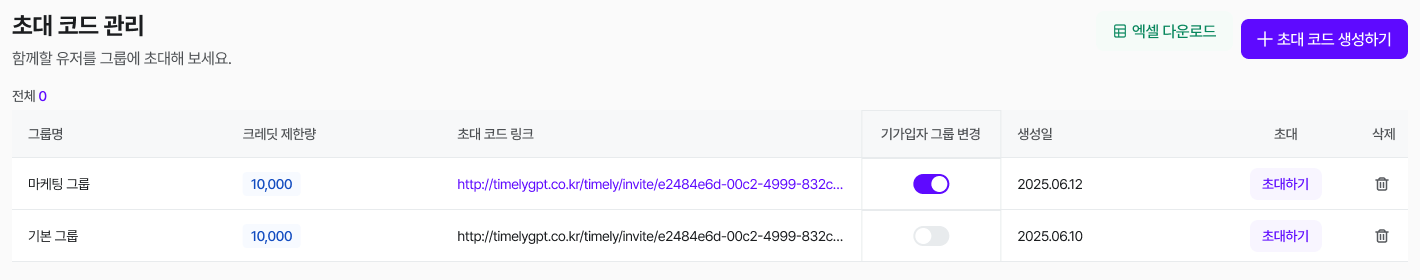 초대 코드 관리
함께할 유저를 그룹에 초대해 보세요.
엑셀 다운로드
초대 코드 생성하기
전체 0
그룹명 크레딧 제한량 초대 코드 링크 기가입자 그룹 변경 생성일 초대 삭제
마케팅 그룹 10,000 http://timelygpt.co.kr/timely/invite/e2484e6d-00c2-4999-832c... 2025.06.12 초대하기
기본 그룹 10,000 http://timelygpt.co.kr/timely/invite/e2484e6d-00c2-4999-832c... 2025.06.10 초대하기